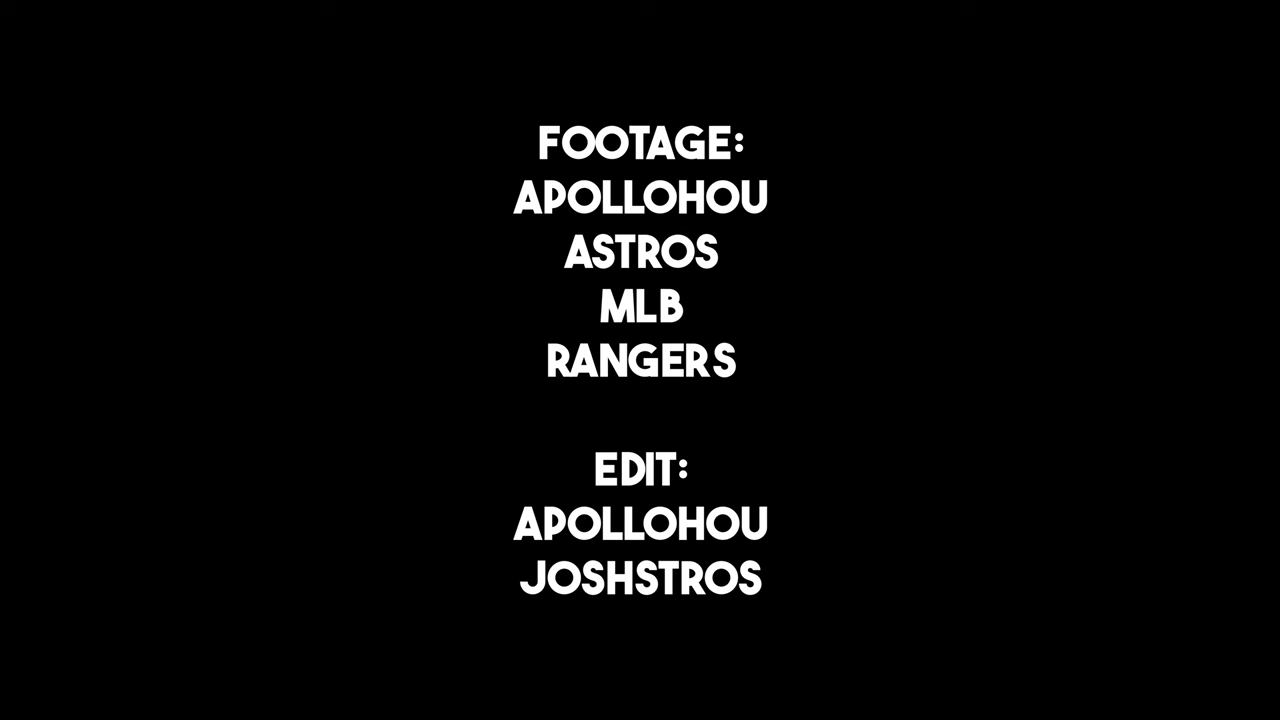 FOOTAGE:
APOLLOHOU
ASTROS
MLB
RANGERS
EDIT:
APOLLOHOU
JOSHSTROS